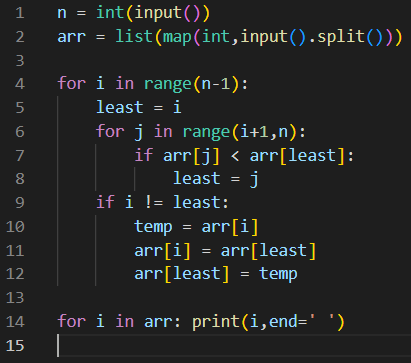 1 n = int(input())
2 arr = list(map(int,input().split()))
3
4 for i in range(n-1):
5     least = i
6     for j in range(i+1,n):
7         if arr[j] < arr[least]:
8             least = j
9     if i != least:
10         temp = arr[i]
11         arr[i] = arr[least]
12         arr[least] = temp
13
14 for i in arr: print(i,end=' ')
15